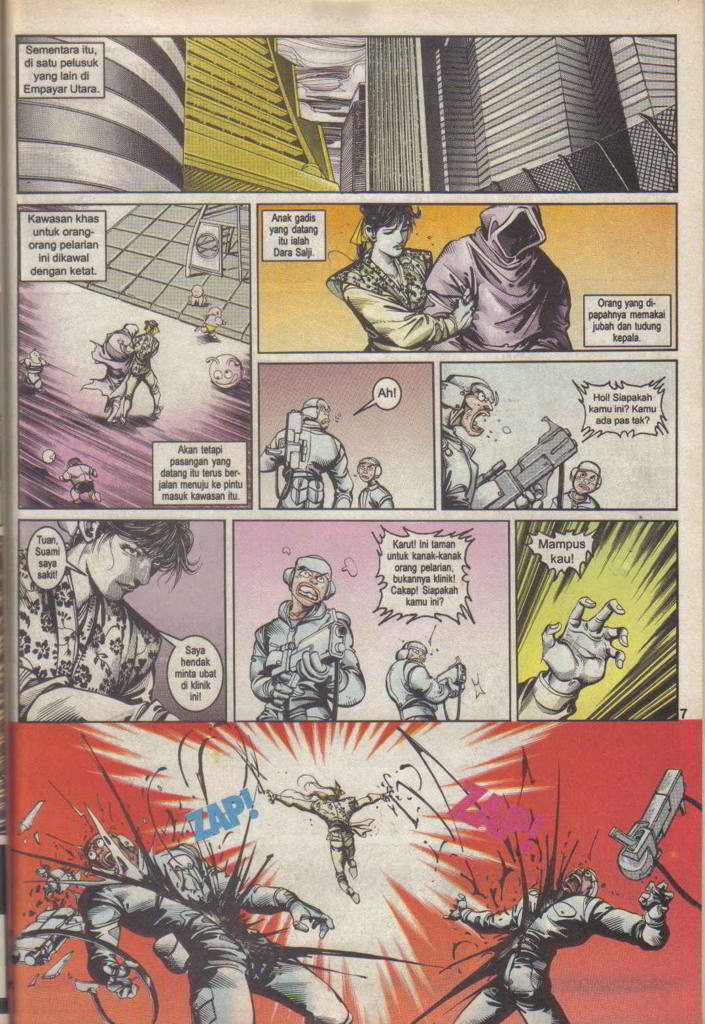 Sementara itu,
di satu pelusuk
yang lain di
Empayar Utara.
Kawasan khas
untuk orang-
orang pelarian
ini dikawal
dengan ketat.
Anak gadis
yang datang
itu ialah
Dara Salji.
Orang yang di-
papahnya memakai
jubah dan tudung
kepala.
Akan tetapi
pasangan yang
datang itu terus ber-
jalan menuju ke pintu
masuk kawasan itu.
Ah!
Hoi! Siapakah
kamu ini? Kamu
ada pas tak?
Tuan,
Suami
saya
sakit!
Saya
hendak
minta ubat
di klinik
ini!
Karut! Ini taman
untuk kanak-kanak
orang pelarian,
bukannya klinik!
Cakap! Siapakah
kamu ini?
Mampus
kau!
7
ZAP!
ZAP!